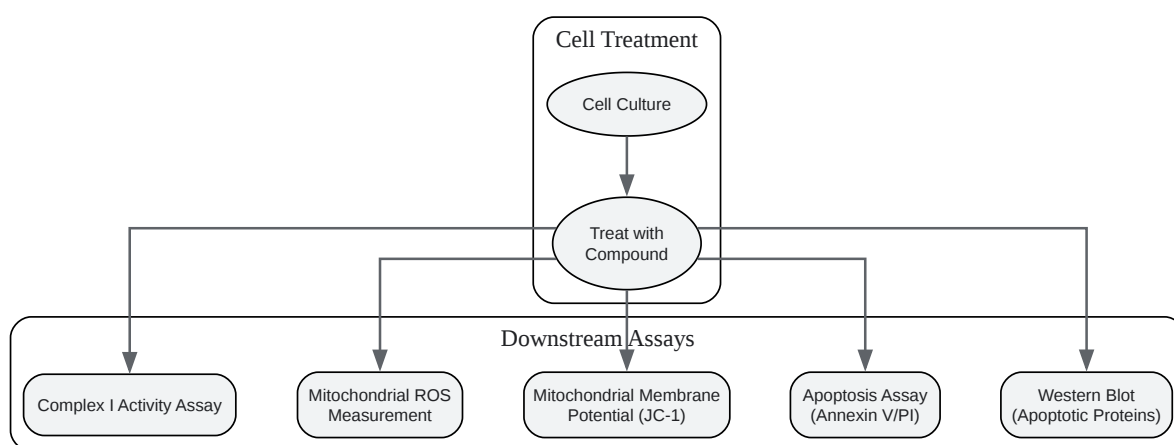 Cell Treatment
Cell Culture
Treat with
Compound
Downstream Assays
Complex I Activity Assay
Mitochondrial ROS
Measurement
Mitochondrial Membrane
Potential (JC-1)
Apoptosis Assay
(Annexin V/PI)
Western Blot
(Apoptotic Proteins)